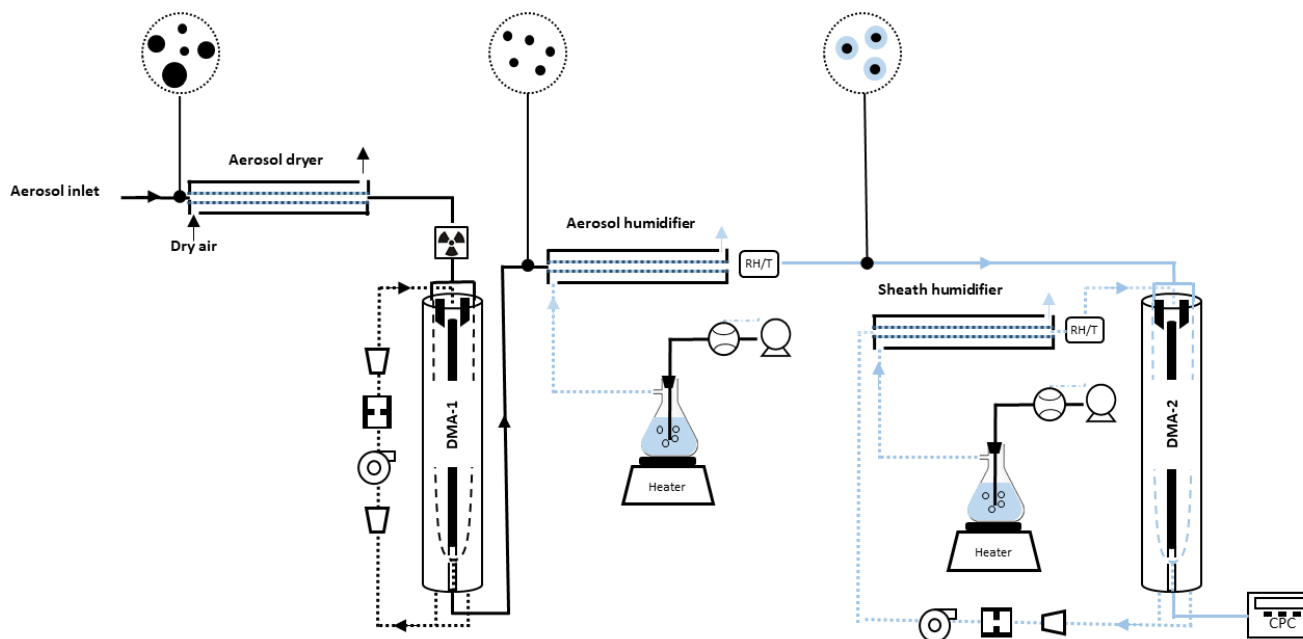 Aerosol dryer
Aerosol inlet
Dry air
Aerosol humidifier
RH/T
Sheath humidifier
RH/T
DMA-1
DMA-2
Heater
Heater
CPC